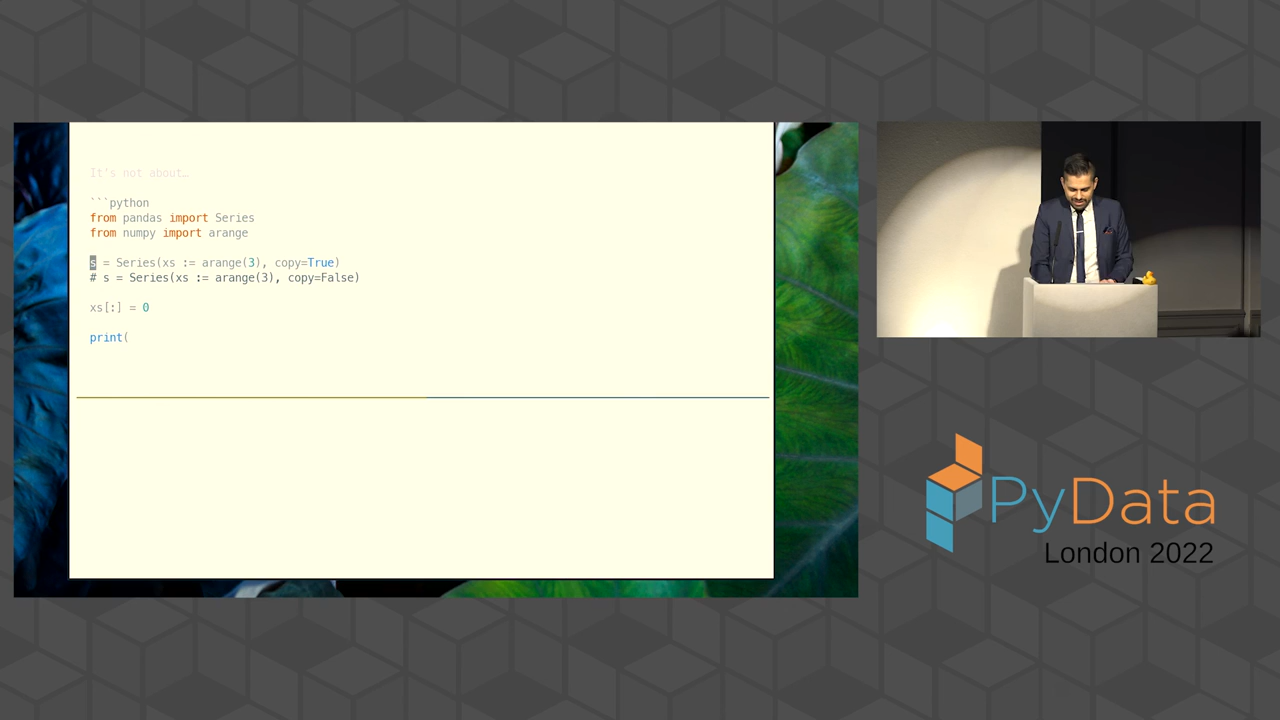 It's not about…
```python
from pandas import Series
from numpy import arange
s = Series(xs := arange(3), copy=True)
# s = Series(xs := arange(3), copy=False)
xs[:] = 0
print(
PyData
London 2022